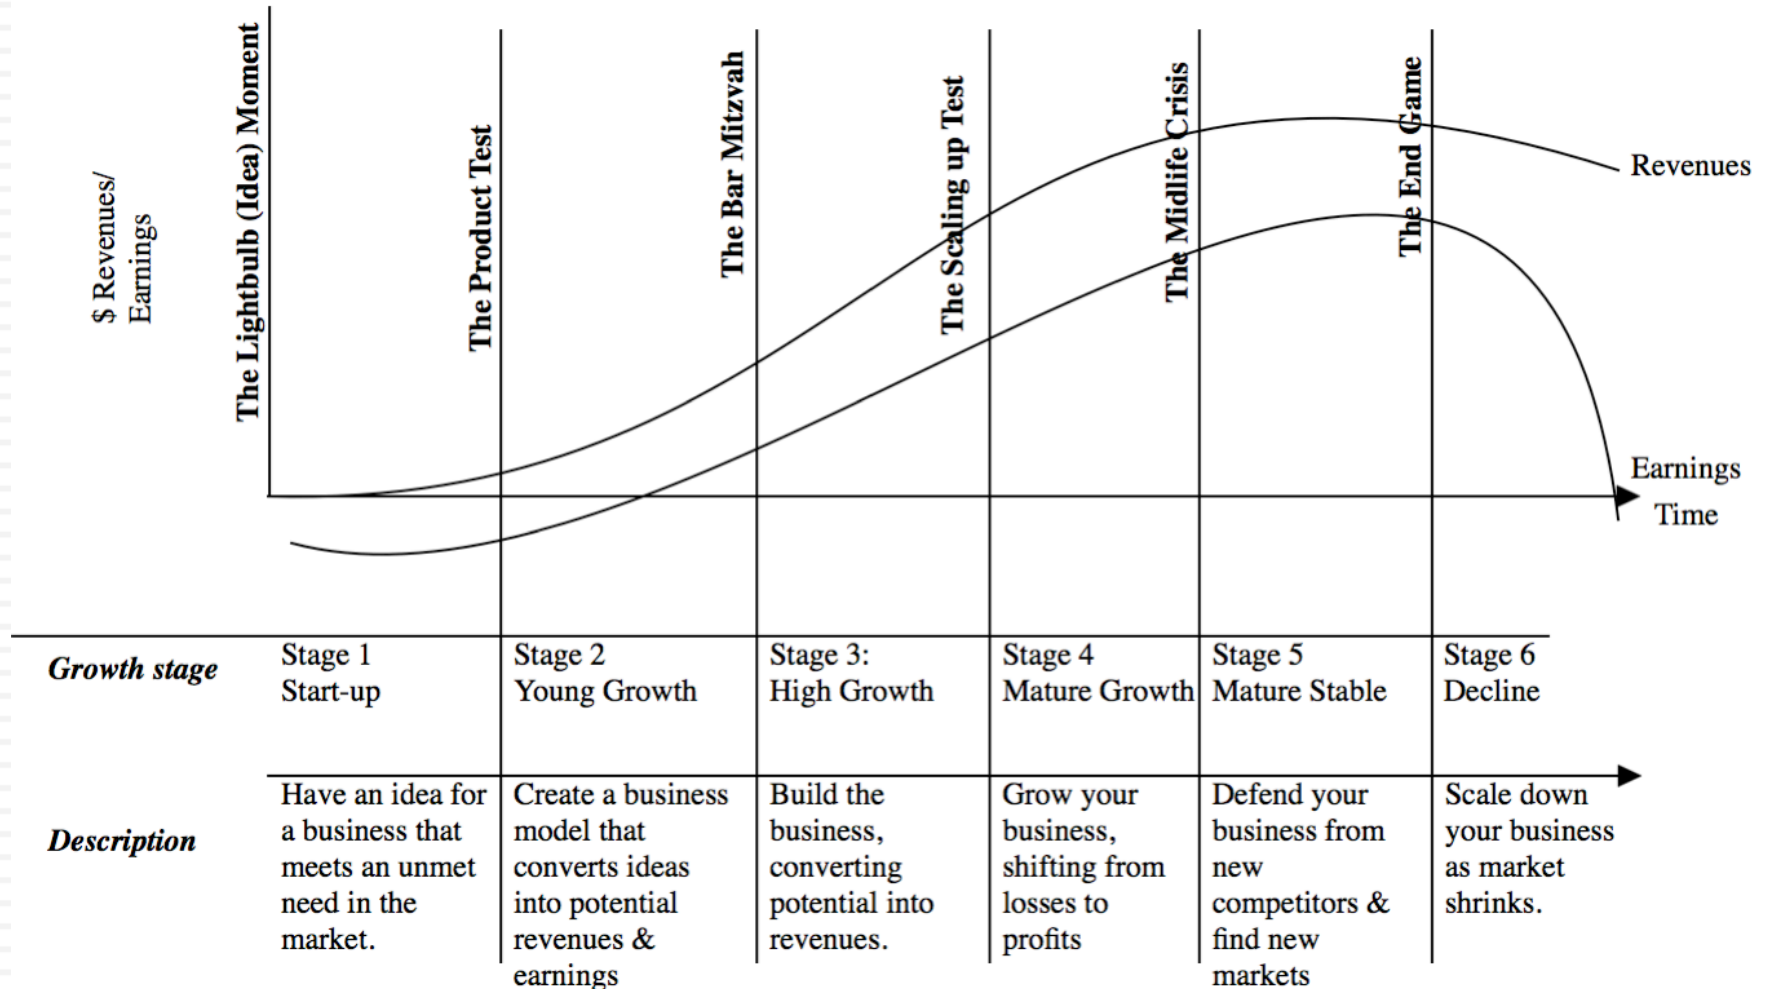 $ Revenues/
Earnings
The Lightbulb (Idea) Moment
The Product Test
The Bar Mitzvah
The Scaling up Test
The Midlife Crisis
The End Game
Revenues
Earnings
Time
Growth stage
Stage 1
Start-up
Stage 2
Young Growth
Stage 3:
High Growth
Stage 4
Mature Growth
Stage 5
Mature Stable
Stage 6
Decline
Description
Have an idea for
a business that
meets an unmet
need in the
market.
Create a business
model that
converts ideas
into potential
revenues &
earnings
Build the
business,
converting
potential into
revenues.
Grow your
business,
shifting from
losses to
profits
Defend your
business from
new
competitors &
find new
markets
Scale down
your business
as market
shrinks.